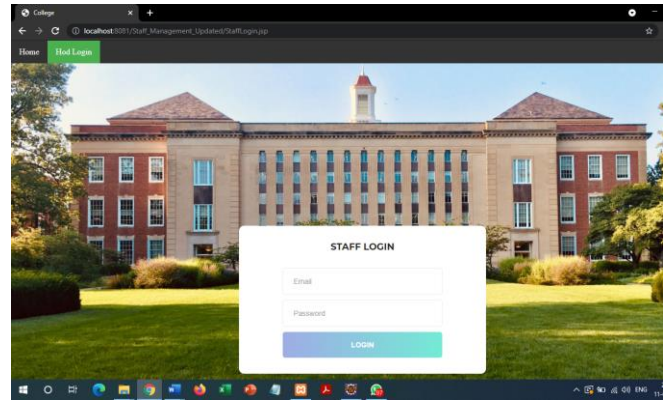 College
localhost:8081/Staff_Management_Updated/StaffLogin.jsp
Home Hod Login
STAFF LOGIN
Email
Password
LOGIN
ENG